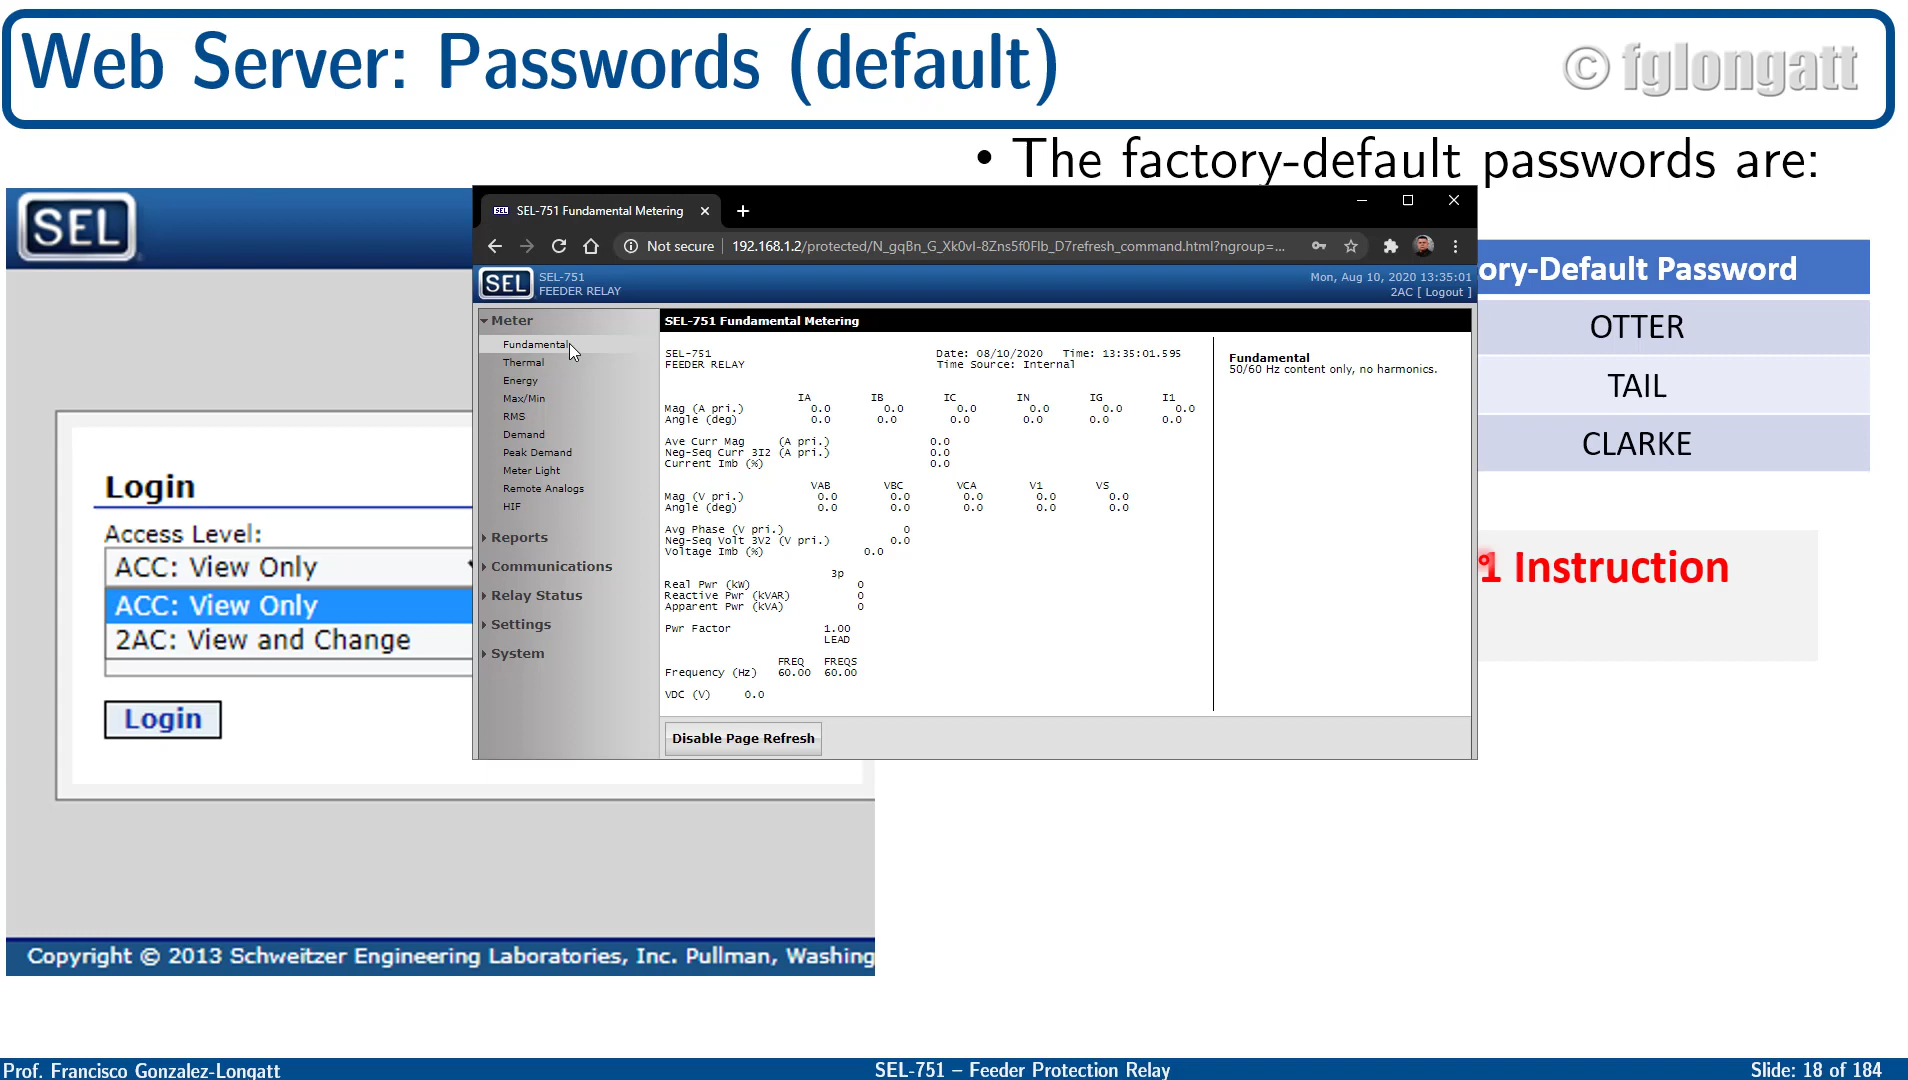 Web Server: Passwords (default)
© fglongatt
• The factory-default passwords are:
SEL
Login
Access Level:
ACC: View Only
ACC: View Only
2AC: View and Change
Login
Copyright © 2013 Schweitzer Engineering Laboratories, Inc. Pullman, Washing
SEL SEL-751 Fundamental Metering
Not secure 192.168.1.2/protected/N_gqBn_G_Xk0vI-8Zns5f0FIb_D7refresh_command.html?ngroup=...
SEL
SEL-751
FEEDER RELAY
Mon, Aug 10, 2020 13:35:01
2AC [ Logout ]
Meter
Fundamental
Thermal
Energy
Max/Min
RMS
Demand
Peak Demand
Meter Light
Remote Analogs
HIF
Reports
Communications
Relay Status
Settings
System
SEL-751 Fundamental Metering
SEL-751 Date: 08/10/2020 Time: 13:35:01.595
FEEDER RELAY Time Source: Internal
IA IB IC IN IG I1
Mag (A pri.) 0.0 0.0 0.0 0.0 0.0 0.0
Angle (deg) 0.0 0.0 0.0 0.0 0.0 0.0
Ave Curr Mag (A pri.) 0.0
Neg-Seq Curr 3I2 (A pri.) 0.0
Current Imb (%) 0.0
VAB VBC VCA V1 VS
Mag (V pri.) 0.0 0.0 0.0 0.0 0.0
Angle (deg) 0.0 0.0 0.0 0.0 0.0
Avg Phase (V pri.) 0
Neg-Seq Volt 3V2 (V pri.) 0.0
Voltage Imb (%) 0.0
3p
Real Pwr (kW) 0
Reactive Pwr (kVAR) 0
Apparent Pwr (kVA) 0
Pwr Factor 1.00
LEAD
FREQ FREQS
Frequency (Hz) 60.00 60.00
VDC (V) 0.0
Fundamental
50/60 Hz content only, no harmonics.
Disable Page Refresh
ory-Default Password
OTTER
TAIL
CLARKE
1 Instruction
Prof. Francisco Gonzalez-Longatt
SEL-751 – Feeder Protection Relay
Slide: 18 of 184